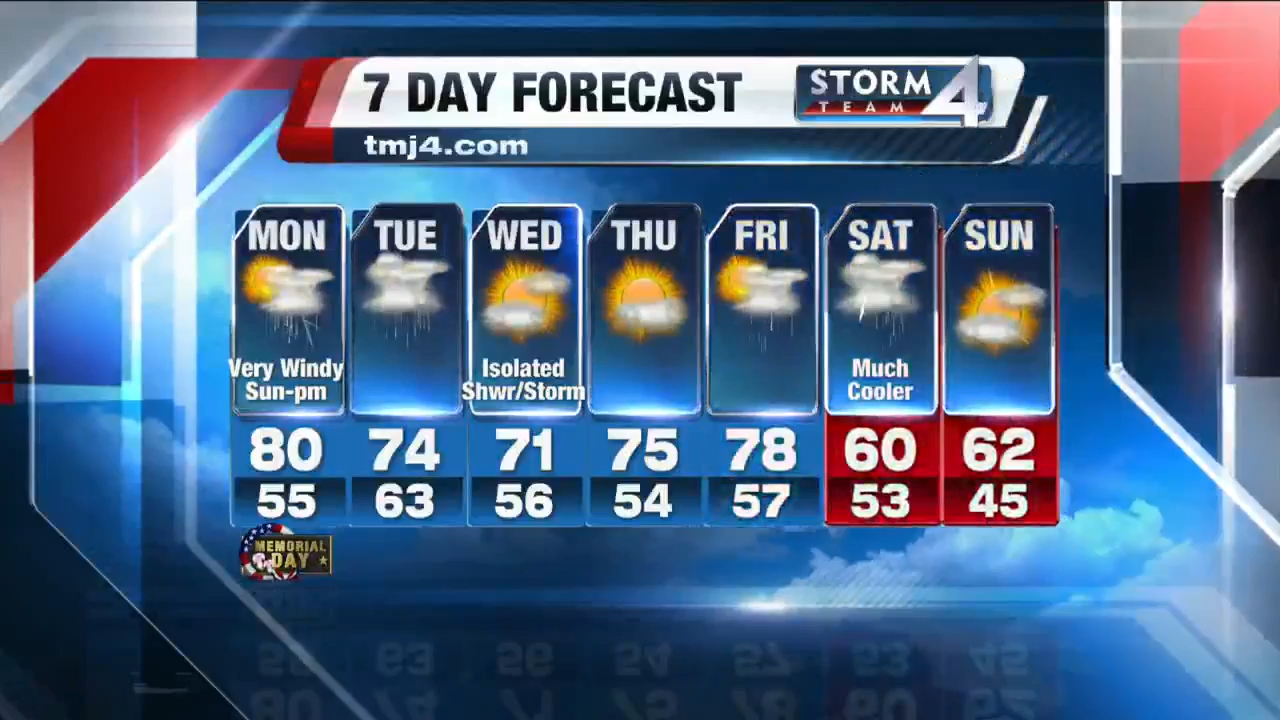 7 DAY FORECAST
STORM
TEAM 4
tmj4.com
MON TUE WED THU FRI SAT SUN
Very Windy Isolated Much
Sun-pm Shwr/Storm Cooler
80 74 71 75 78 60 62
55 63 56 54 57 53 45
MEMORIAL
DAY